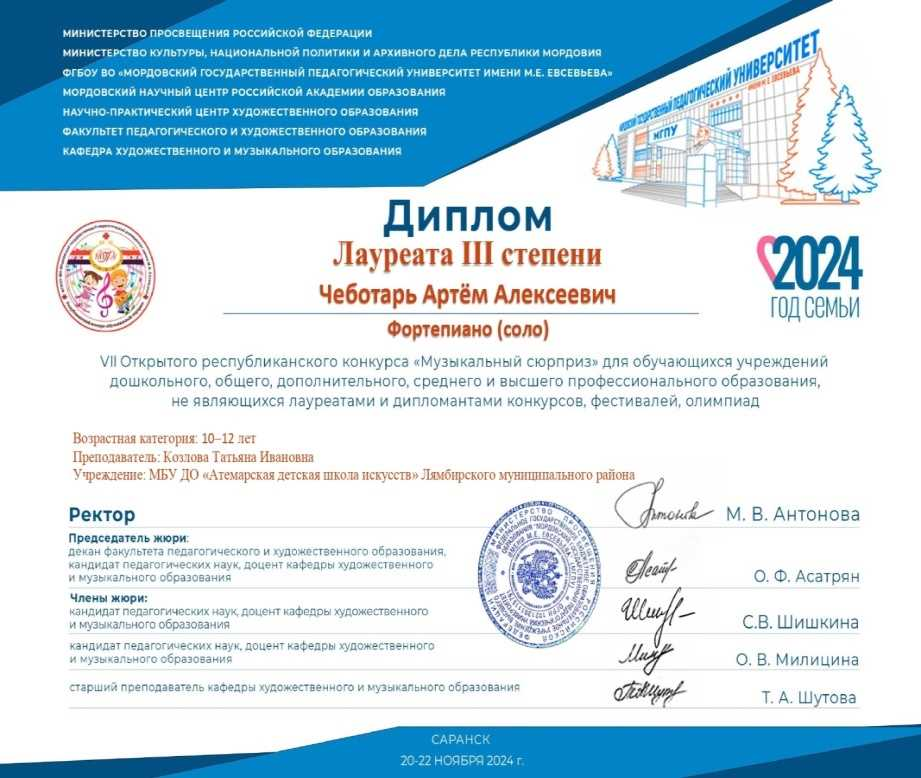 МИНИСТЕРСТВО ПРОСВЕЩЕНИЯ РОССИЙСКОЙ ФЕДЕРАЦИИ
МИНИСТЕРСТВО КУЛЬТУРЫ, НАЦИОНАЛЬНОЙ ПОЛИТИКИ И АРХИВНОГО ДЕЛА РЕСПУБЛИКИ МОРДОВИЯ
ФГБОУ ВО «МОРДОВСКИЙ ГОСУДАРСТВЕННЫЙ ПЕДАГОГИЧЕСКИЙ УНИВЕРСИТЕТ ИМЕНИ М.Е. ЕВСЕВЬЕВА»
МОРДОВСКИЙ НАУЧНЫЙ ЦЕНТР РОССИЙСКОЙ АКАДЕМИИ ОБРАЗОВАНИЯ
НАУЧНО-ПРАКТИЧЕСКИЙ ЦЕНТР ХУДОЖЕСТВЕННОГО ОБРАЗОВАНИЯ
ФАКУЛЬТЕТ ПЕДАГОГИЧЕСКОГО И ХУДОЖЕСТВЕННОГО ОБРАЗОВАНИЯ
КАФЕДРА ХУДОЖЕСТВЕННОГО И МУЗЫКАЛЬНОГО ОБРАЗОВАНИЯ
МОРДОВСКИЙ ГОСУДАРСТВЕННЫЙ ПЕДАГОГИЧЕСКИЙ УНИВЕРСИТЕТ
ИМЕНИ М. Е. ЕВСЕВЬЕВА
МГПУ
Диплом
Лауреата III степени
Чеботарь Артём Алексеевич
Фортепиано (соло)
2024
ГОД СЕМЬИ
VII Открытого республиканского конкурса «Музыкальный сюрприз» для обучающихся учреждений
дошкольного, общего, дополнительного, среднего и высшего профессионального образования,
не являющихся лауреатами и дипломантами конкурсов, фестивалей, олимпиад
Возрастная категория: 10–12 лет
Преподаватель: Козлова Татьяна Ивановна
Учреждение: МБУ ДО «Атемарская детская школа искусств» Лямбирского муниципального района
Ректор
М. В. Антонова
Председатель жюри:
декан факультета педагогического и художественного образования,
кандидат педагогических наук, доцент кафедры художественного
и музыкального образования
О. Ф. Асатрян
Члены жюри:
кандидат педагогических наук, доцент кафедры художественного
и музыкального образования
С.В. Шишкина
кандидат педагогических наук, доцент кафедры художественного
и музыкального образования
О. В. Милицина
старший преподаватель кафедры художественного и музыкального образования
Т. А. Шутова
САРАНСК
20-22 НОЯБРЯ 2024 г.